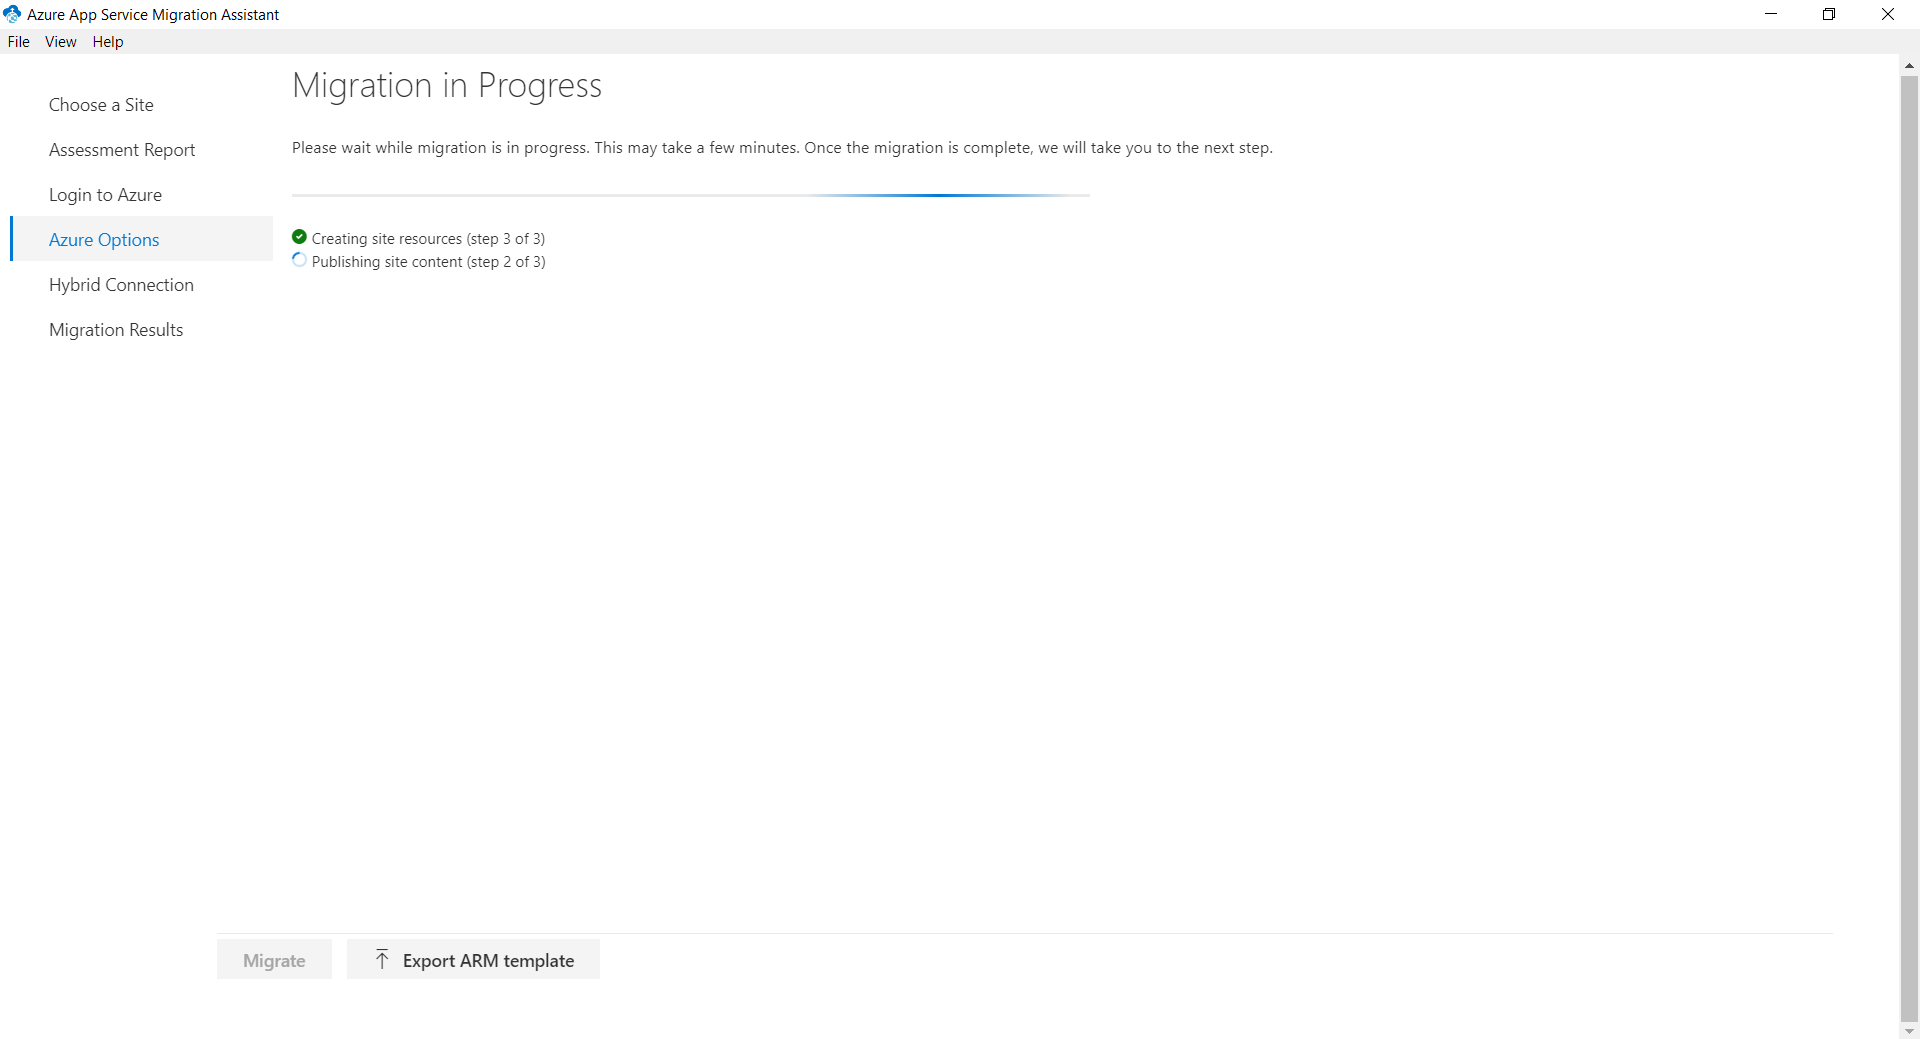 Azure App Service Migration Assistant
File View Help
Choose a Site
Assessment Report
Login to Azure
Azure Options
Hybrid Connection
Migration Results
Migration in Progress
Please wait while migration is in progress. This may take a few minutes. Once the migration is complete, we will take you to the next step.
Creating site resources (step 3 of 3)
Publishing site content (step 2 of 3)
Migrate
Export ARM template